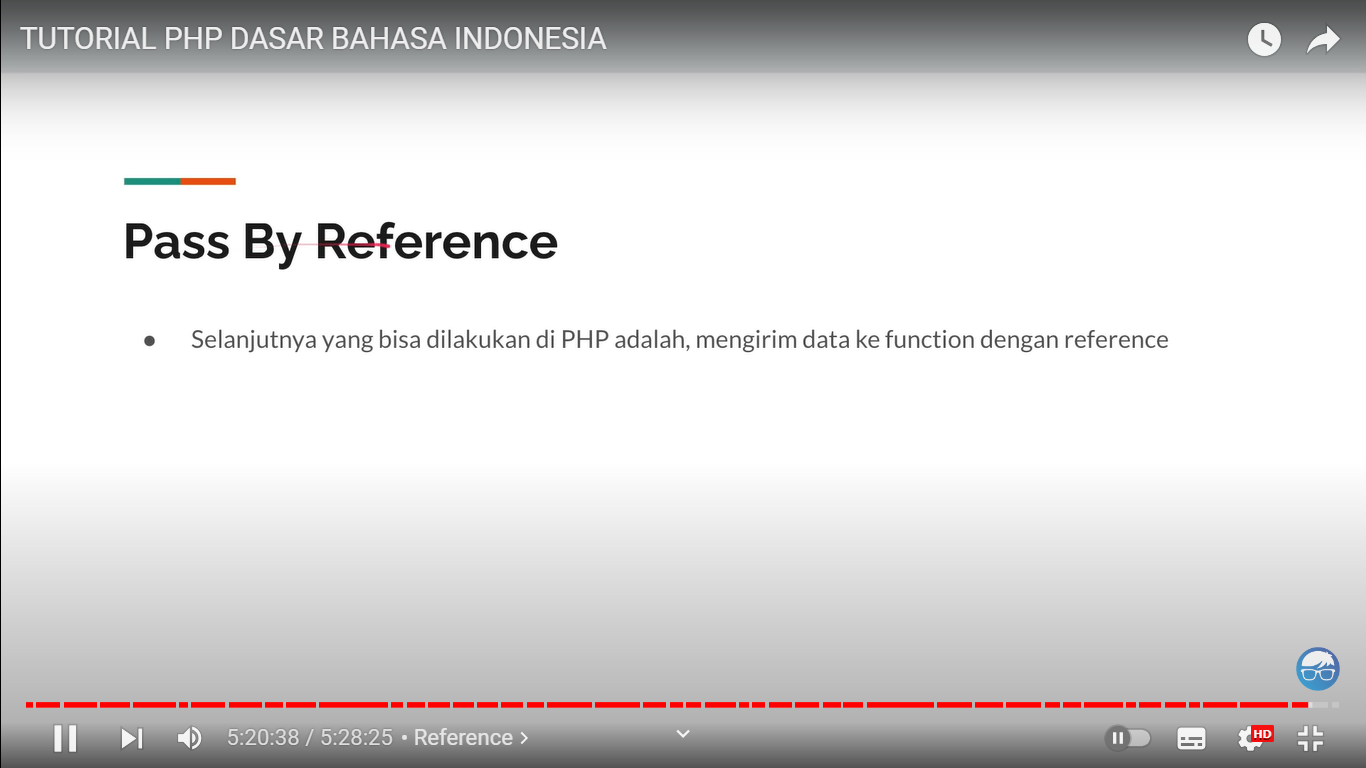 TUTORIAL PHP DASAR BAHASA INDONESIA
Pass By Reference
● Selanjutnya yang bisa dilakukan di PHP adalah, mengirim data ke function dengan reference
5:20:38 / 5:28:25 • Reference >
HD